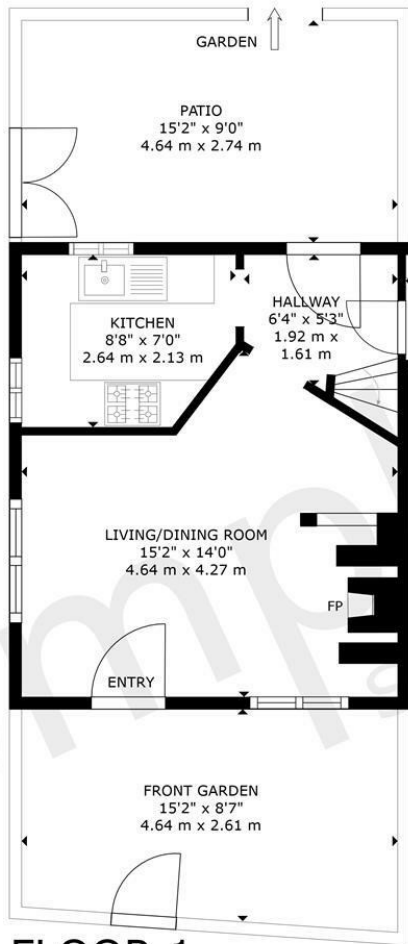 GARDEN
PATIO
15'2" x 9'0"
4.64 m x 2.74 m
KITCHEN
8'8" x 7'0"
2.64 m x 2.13 m
HALLWAY
6'4" x 5'3"
1.92 m x
1.61 m
LIVING/DINING ROOM
15'2" x 14'0"
4.64 m x 4.27 m
FP
ENTRY
FRONT GARDEN
15'2" x 8'7"
4.64 m x 2.61 m
FLOOR 1